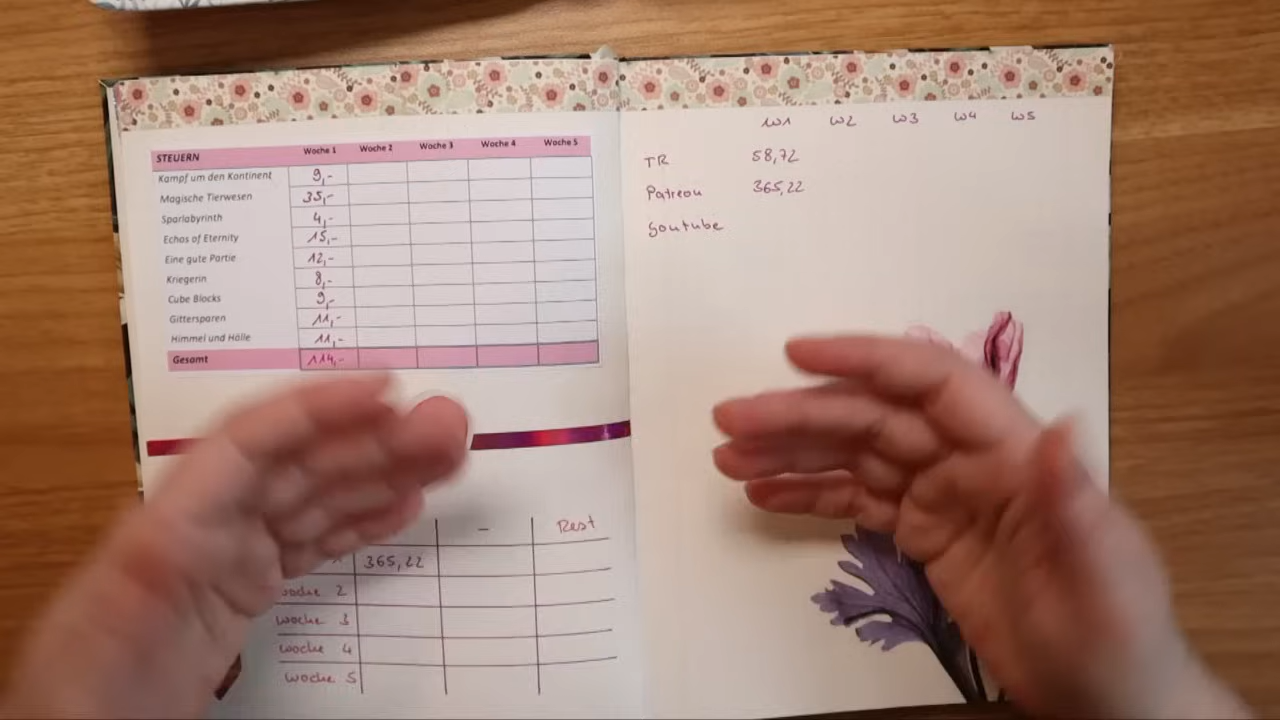 STEUERN Woche 1 Woche 2 Woche 3 Woche 4 Woche 5
Kampf um den Kontinent 9,-
Magische Tierwesen 35,-
Sparlabyrinth 4,-
Echos of Eternity 15,-
Eine gute Partie 12,-
Kriegerin 8,-
Cube Blocks 9,-
Gittersparen 11,-
Himmel und Hölle 11,-
Gesamt 114,-
- Rest
365,22
Woche 2
Woche 3
Woche 4
Woche 5
W1 W2 W3 W4 W5
TR 58,72
Patreon 365,22
Youtube